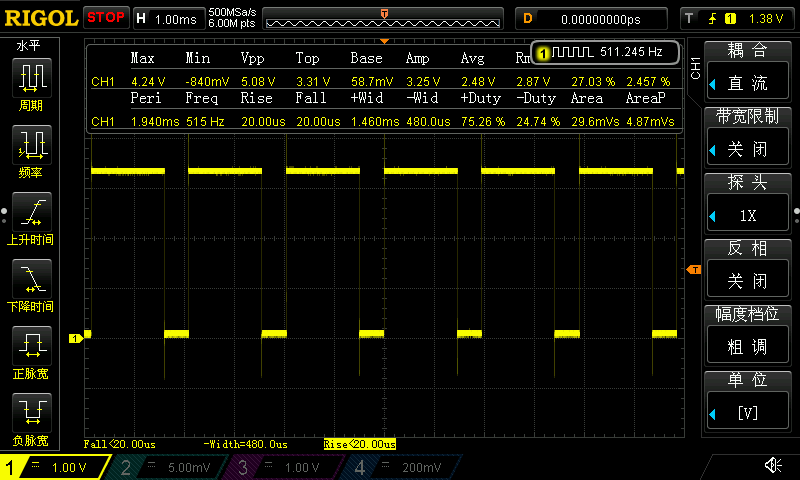 RIGOL STOP H 1.00ms 500MSa/s 6.00M pts T D 0.00000000ps T 1 1.38 V
水平
周期
频率
上升时间
下降时间
正脉宽
负脉宽
1 511.245 Hz
Max Min Vpp Top Base Amp Avg Rm
CH1 4.24 V -840mV 5.08 V 3.31 V 58.7mV 3.25 V 2.48 V 2.87 V 27.03 % 2.457 %
Peri Freq Rise Fall +Wid -Wid +Duty -Duty Area AreaP
CH1 1.940ms 515 Hz 20.00us 20.00us 1.460ms 480.0us 75.26 % 24.74 % 29.6mVs 4.87mVs
1
T
Fall<20.00us -Width=480.0us Rise<20.00us
CH1
耦合
直流
带宽限制
关闭
探头
1X
反相
关闭
幅度档位
粗调
单位
[V]
1 1.00 V 2 5.00mV 3 1.00 V 4 200mV